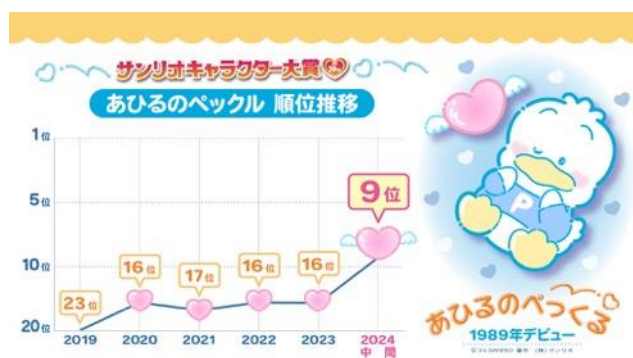 サンリオキャラクター大賞
あひるのペックル 順位推移
1位
5位
10位
20位
23位
16位
17位
16位
16位
9位
2019
2020
2021
2022
2023
2024
中間
P
あひるのぺっくる
1989年デビュー